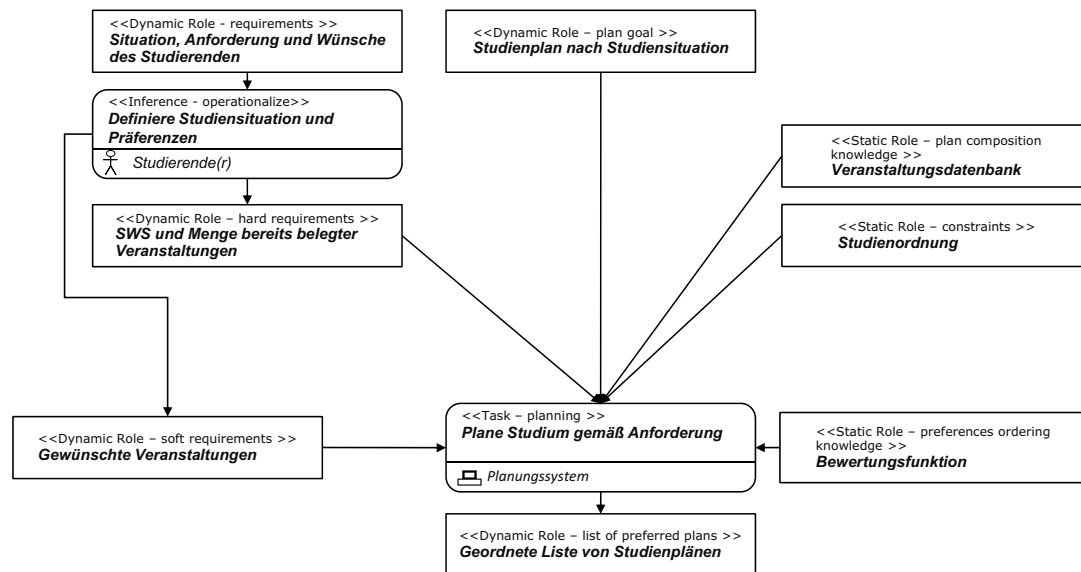 <<Dynamic Role - requirements >>
Situation, Anforderung und Wünsche
des Studierenden
<<Dynamic Role – plan goal >>
Studienplan nach Studiensituation
<<Inference - operationalize>>
Definiere Studiensituation und
Präferenzen
Studierende(r)
<<Static Role – plan composition
knowledge >>
Veranstaltungsdatenbank
<<Dynamic Role – hard requirements >>
SWS und Menge bereits belegter
Veranstaltungen
<<Static Role – constraints >>
Studienordnung
<<Dynamic Role – soft requirements >>
Gewünschte Veranstaltungen
<<Task – planning >>
Plane Studium gemäß Anforderung
Planungssystem
<<Static Role – preferences ordering
knowledge >>
Bewertungsfunktion
<<Dynamic Role – list of preferred plans >>
Geordnete Liste von Studienplänen